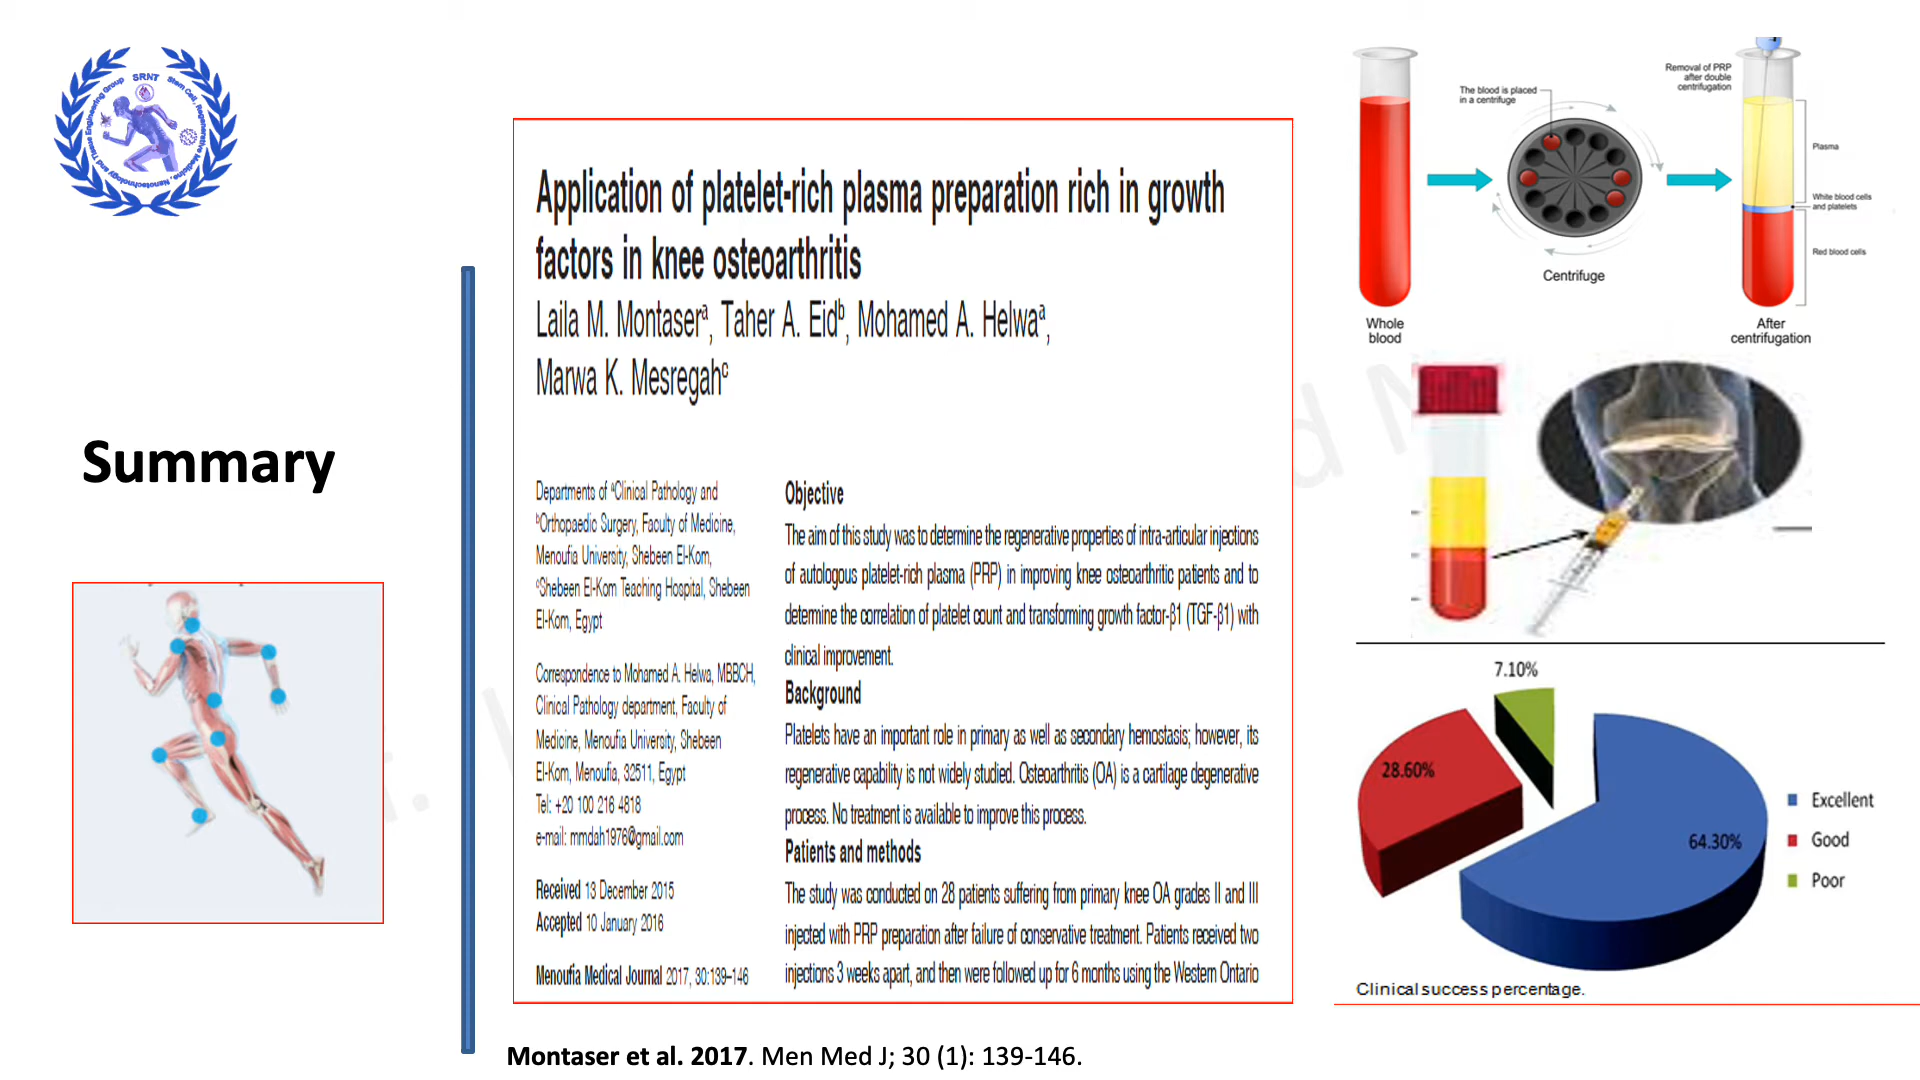 SRNT
Stem Cell, Regenerative Medicine, Nanotechnology and Tissue Engineering Group
Summary
Application of platelet-rich plasma preparation rich in growth
factors in knee osteoarthritis
Laila M. Montaserᵃ, Taher A. Eidᵇ, Mohamed A. Helwaᵃ,
Marwa K. Mesregahᶜ
Departments of ᵃClinical Pathology and
ᵇOrthopaedic Surgery, Faculty of Medicine,
Menoufia University, Shebeen El-Kom,
ᶜShebeen El-Kom Teaching Hospital, Shebeen
El-Kom, Egypt
Correspondence to Mohamed A. Helwa, MBBCH,
Clinical Pathology department, Faculty of
Medicine, Menoufia University, Shebeen
El-Kom, Menoufia, 32511, Egypt
Tel: +20 100 216 4818
e-mail: mmdah1976@gmail.com
Received 13 December 2015
Accepted 10 January 2016
Menoufia Medical Journal 2017, 30:139–146
Objective
The aim of this study was to determine the regenerative properties of intra-articular injections
of autologous platelet-rich plasma (PRP) in improving knee osteoarthritic patients and to
determine the correlation of platelet count and transforming growth factor-β1 (TGF-β1) with
clinical improvement.
Background
Platelets have an important role in primary as well as secondary hemostasis; however, its
regenerative capability is not widely studied. Osteoarthritis (OA) is a cartilage degenerative
process. No treatment is available to improve this process.
Patients and methods
The study was conducted on 28 patients suffering from primary knee OA grades II and III
injected with PRP preparation after failure of conservative treatment. Patients received two
injections 3 weeks apart, and then were followed up for 6 months using the Western Ontario
Montaser et al. 2017. Men Med J; 30 (1): 139-146.
The blood is placed
in a centrifuge
Removal of PRP
after double
centrifugation
Plasma
White blood cells
and platelets
Red blood cells
Centrifuge
Whole
blood
After
centrifugation
7.10%
28.60%
64.30%
Excellent
Good
Poor
Clinical success percentage.